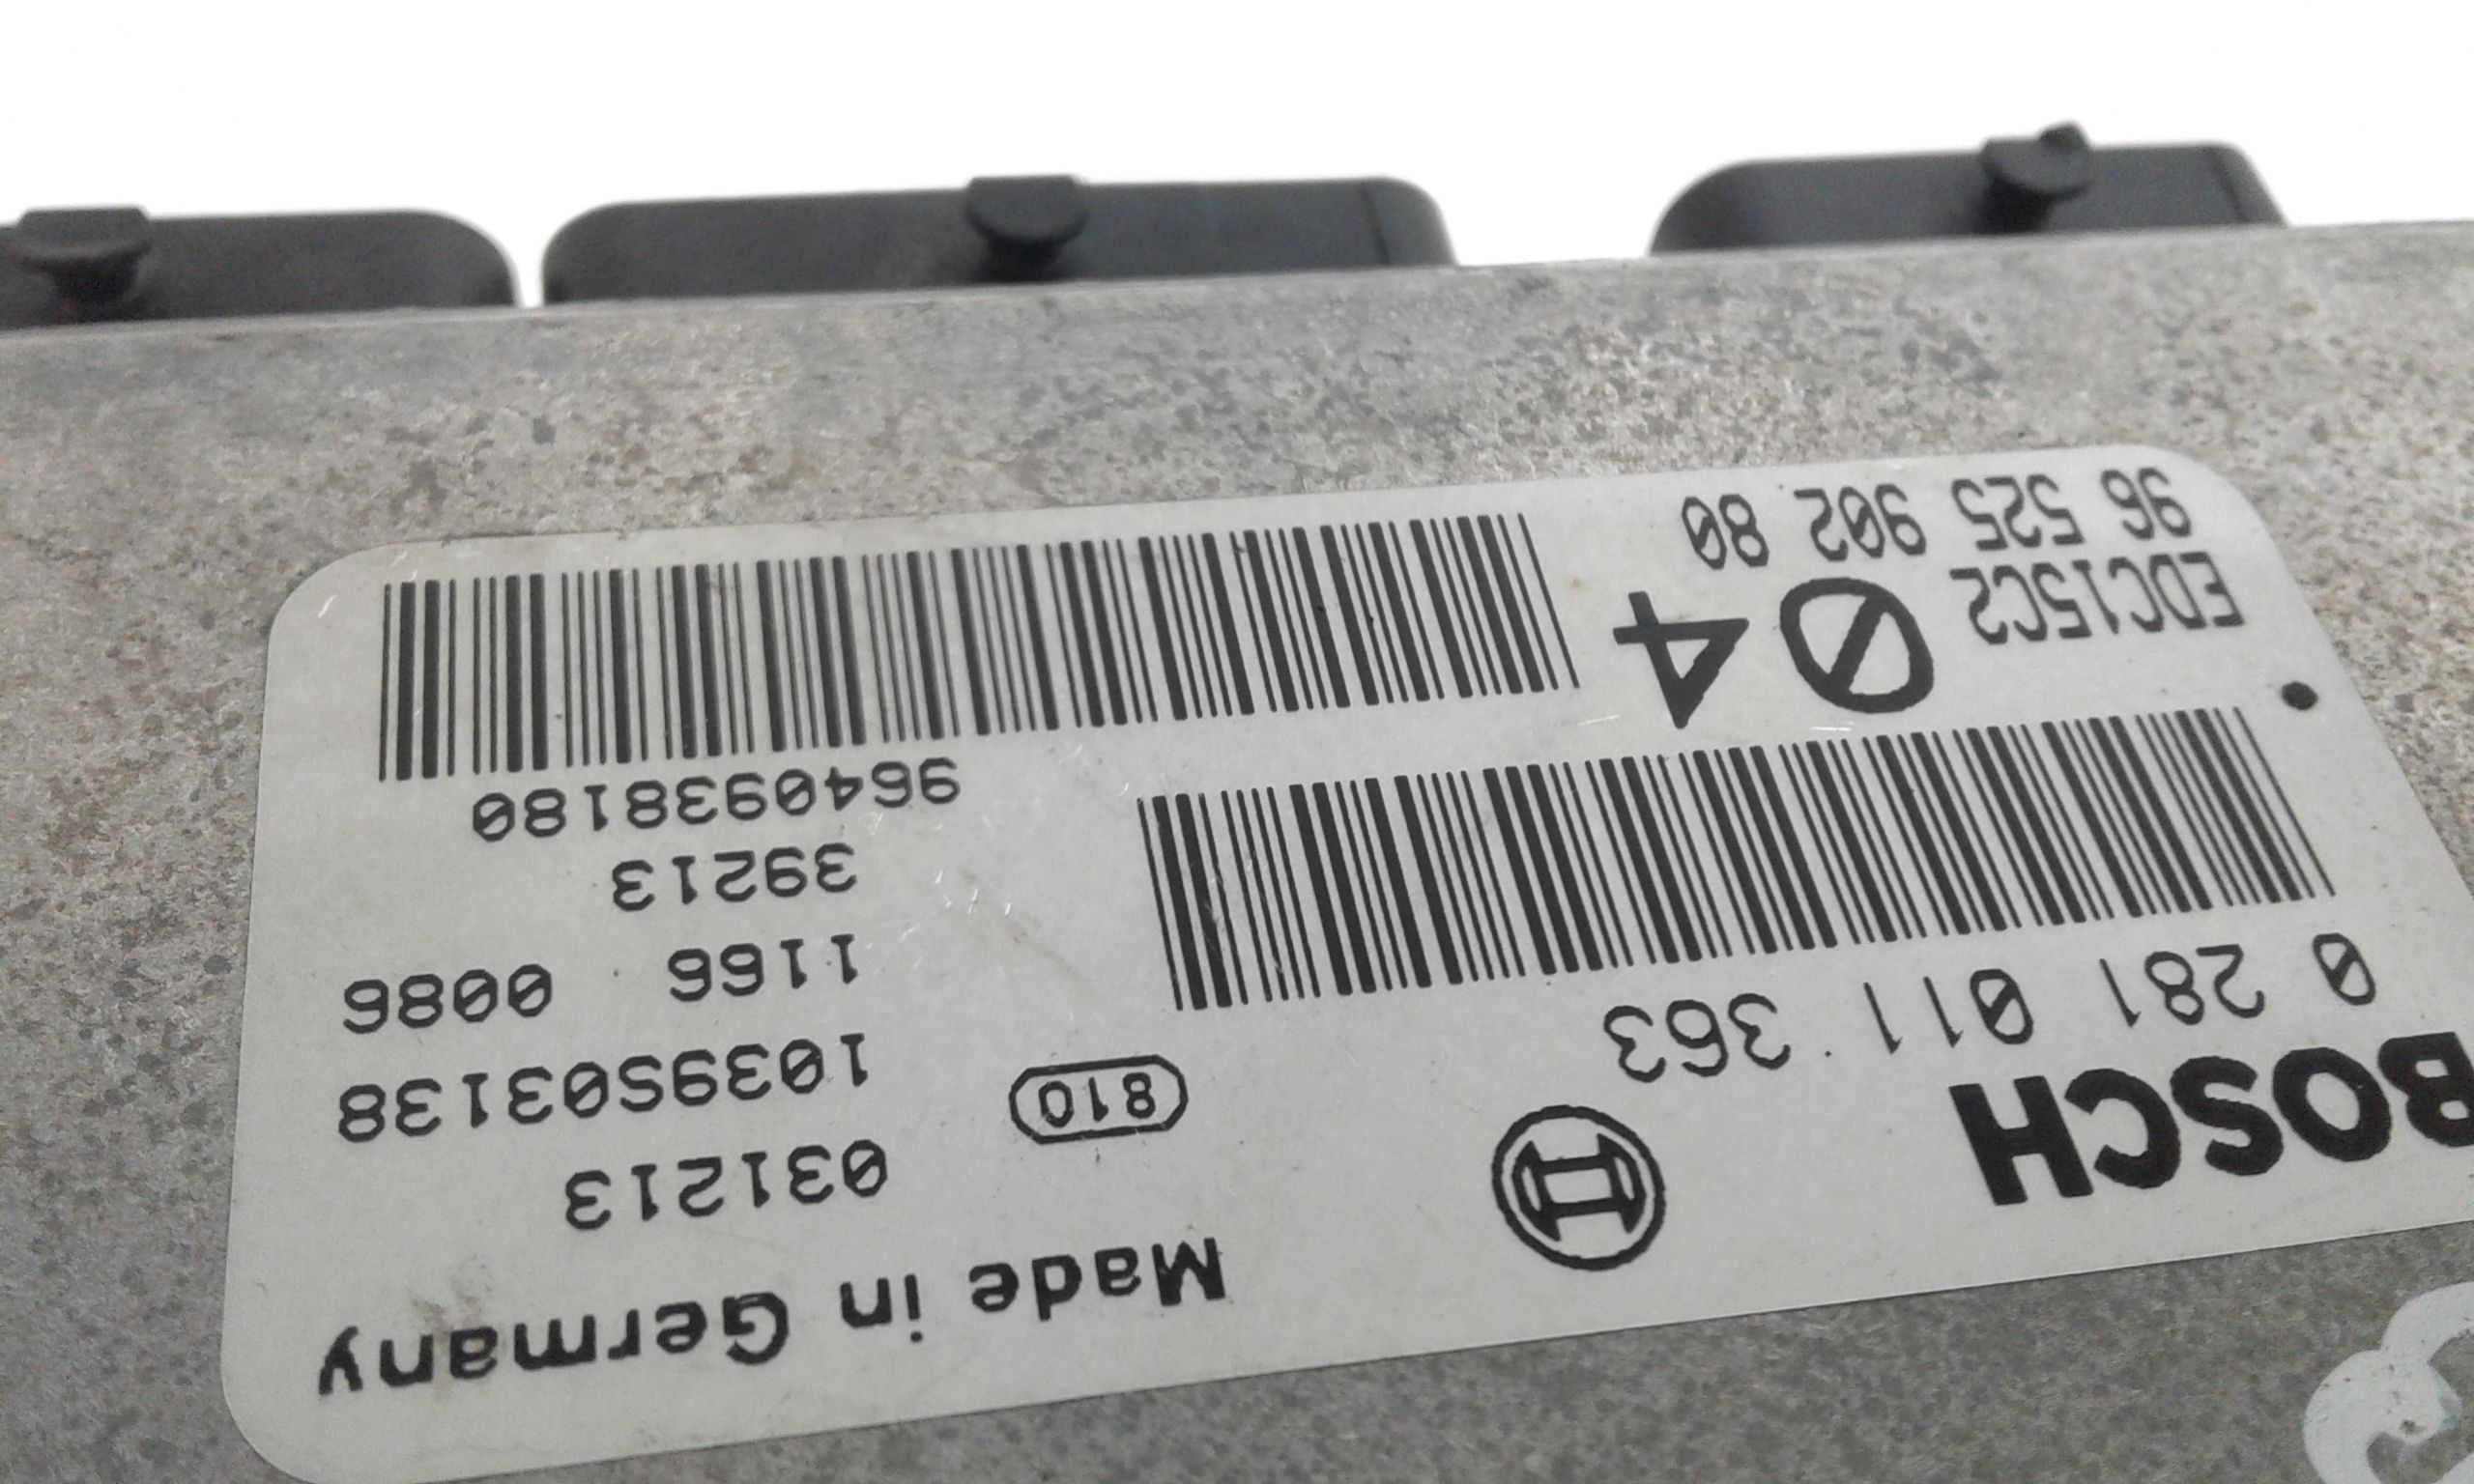 Made in Germany
BOSCH
031213
810
1039S03138
0 281 011 363
1166 0086
39213
9640938180
EDC15C2
04
96 525 902 80